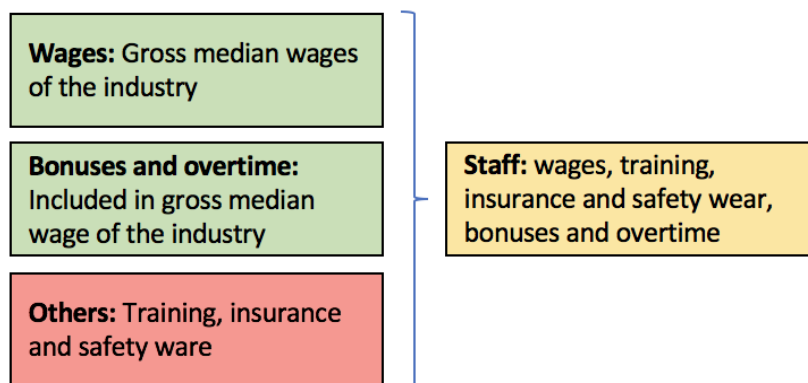 Wages: Gross median wages
of the industry
Bonuses and overtime:
Included in gross median
wage of the industry
Others: Training, insurance
and safety ware
Staff: wages, training,
insurance and safety wear,
bonuses and overtime